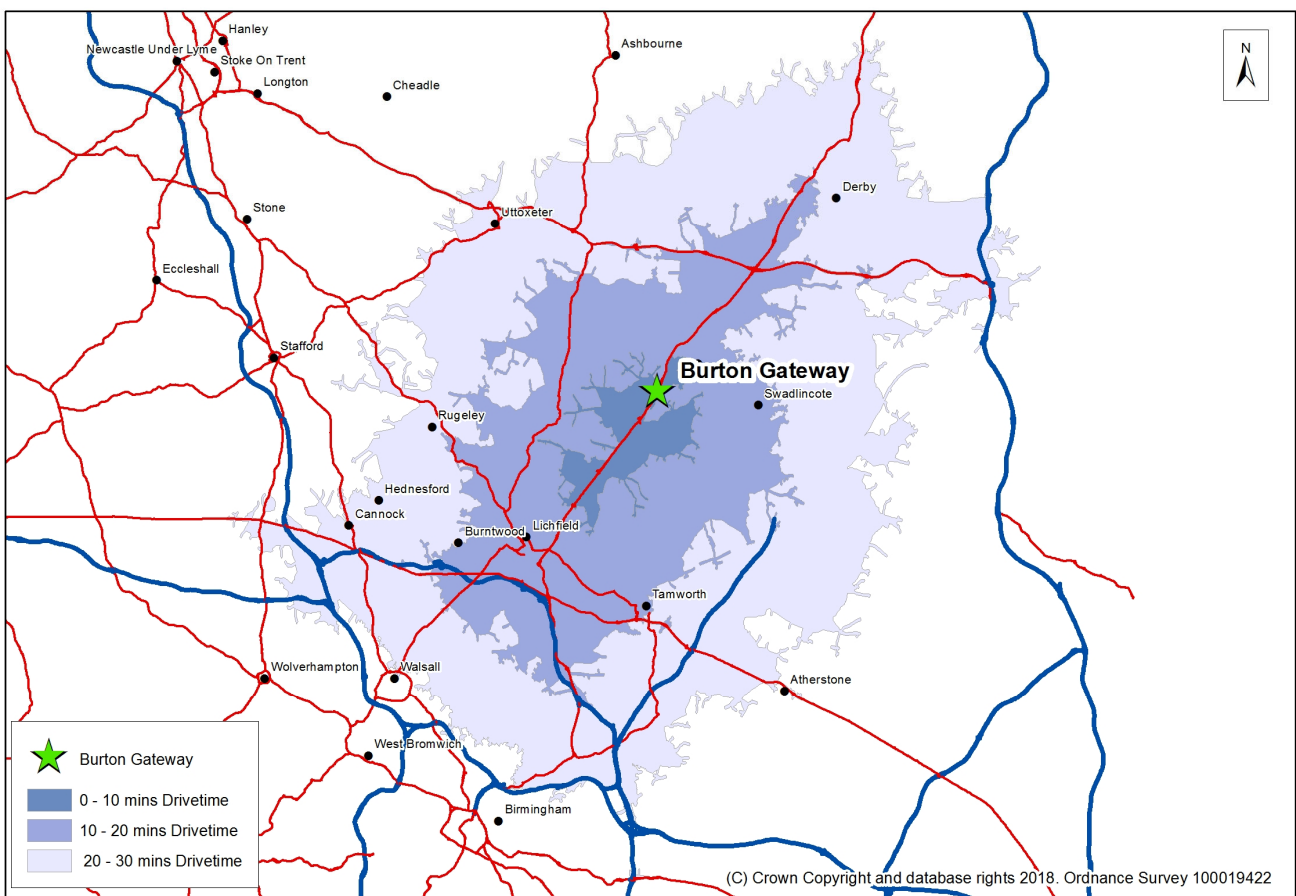 Hanley
Ashbourne
Newcastle Under Lyme
Stoke On Trent
Longton
Cheadle
N
Derby
Stone
Uttoxeter
Eccleshall
Stafford
Burton Gateway
Swadlincote
Rugeley
Hednesford
Cannock
Burntwood
Lichfield
Tamworth
Wolverhampton
Walsall
Atherstone
West Bromwich
Birmingham
Burton Gateway
0 - 10 mins Drivetime
10 - 20 mins Drivetime
20 - 30 mins Drivetime
(C) Crown Copyright and database rights 2018. Ordnance Survey 100019422